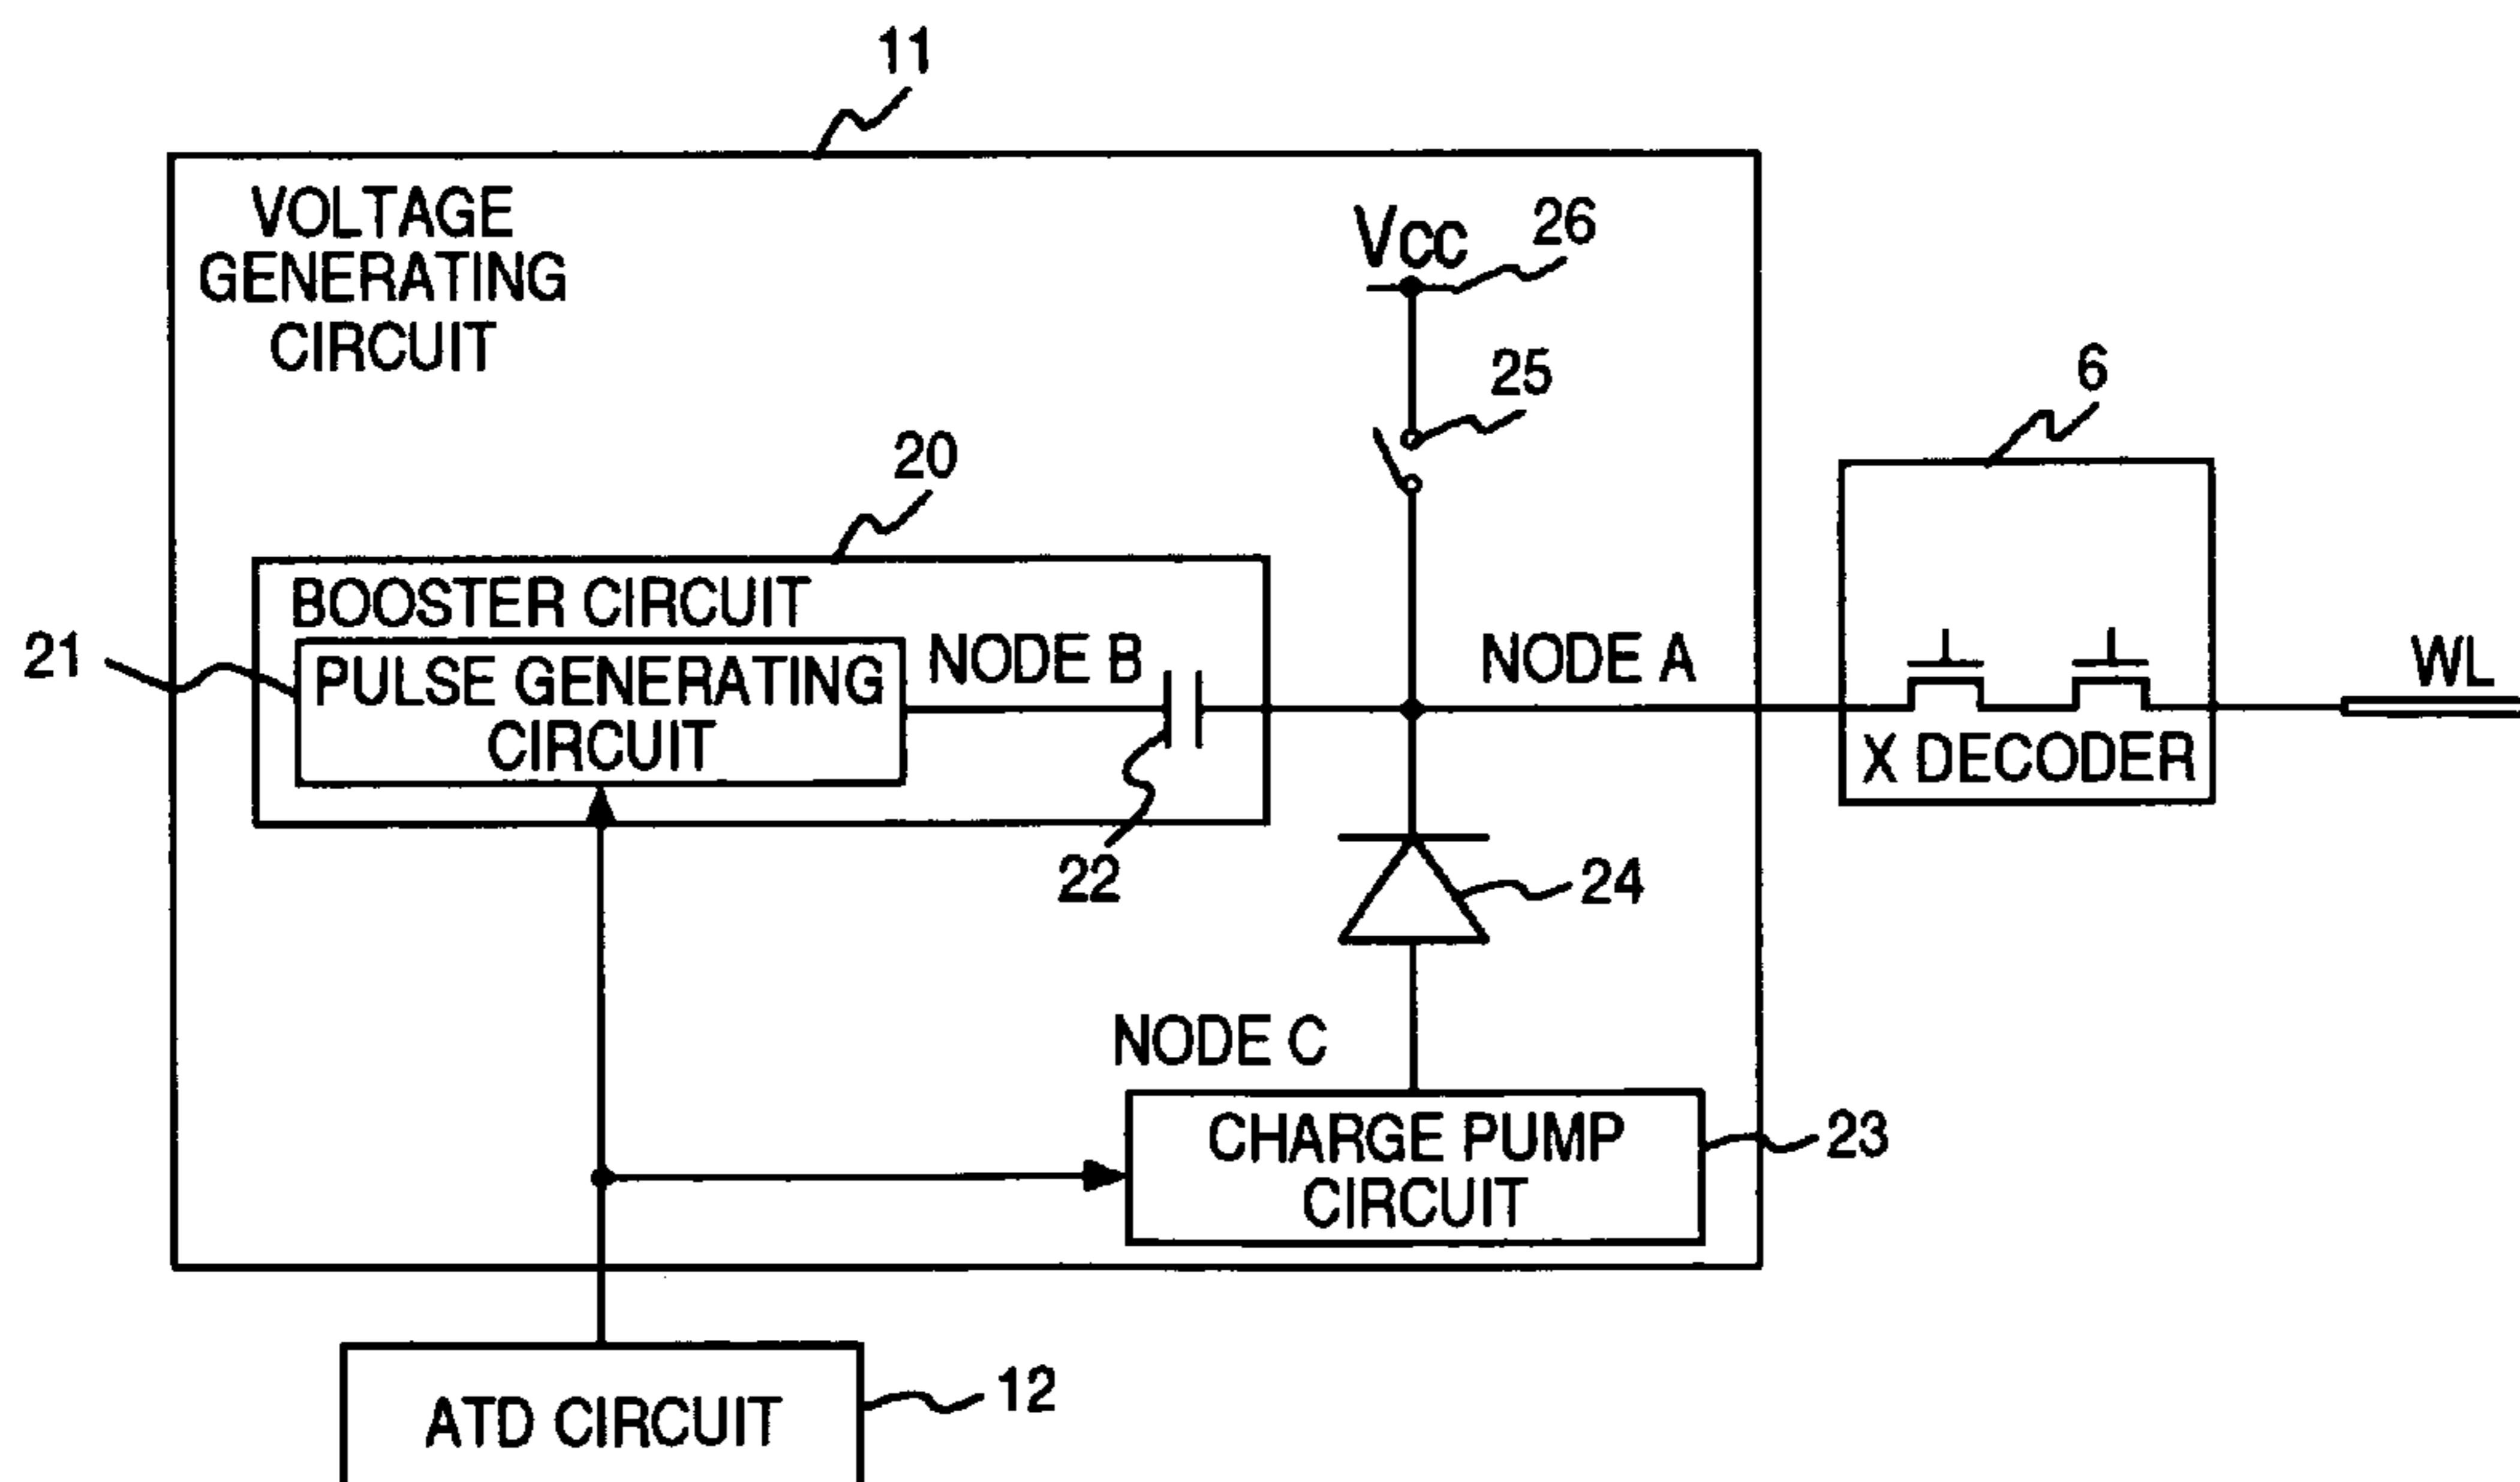 11
VOLTAGE
GENERATING
CIRCUIT
VCC
26
25
6
20
BOOSTER CIRCUIT
21
PULSE GENERATING
CIRCUIT
NODE B
NODE A
WL
X DECODER
22
24
NODE C
CHARGE PUMP
CIRCUIT
23
ATD CIRCUIT
12